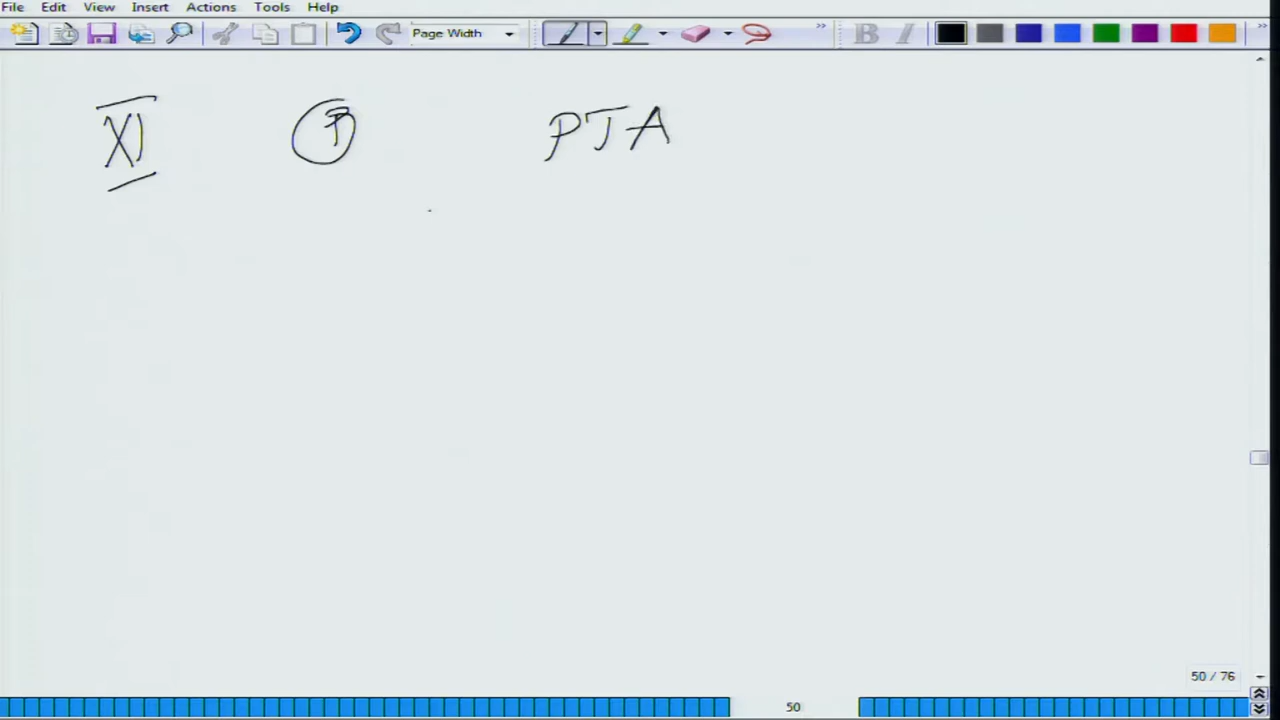 File Edit View Insert Actions Tools Help
Page Width B I
XI P PTA
50 / 76
50